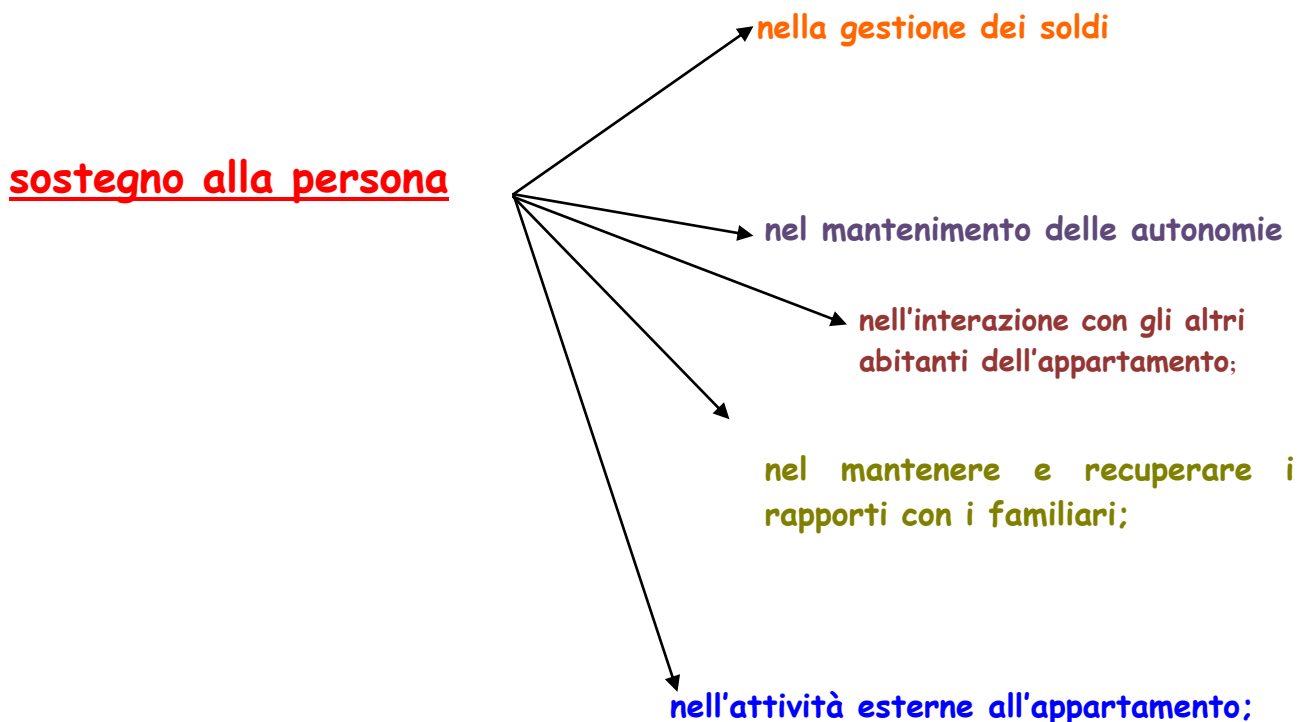 nella gestione dei soldi
sostegno alla persona
nel mantenimento delle autonomie
nell'interazione con gli altri
abitanti dell'appartamento;
nel mantenere e recuperare i
rapporti con i familiari;
nell'attività esterne all'appartamento;